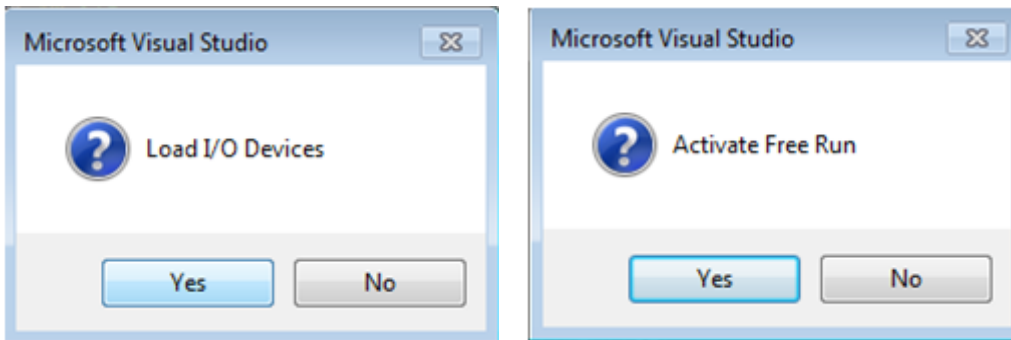 Microsoft Visual Studio
Load I/O Devices
Yes No
Microsoft Visual Studio
Activate Free Run
Yes No